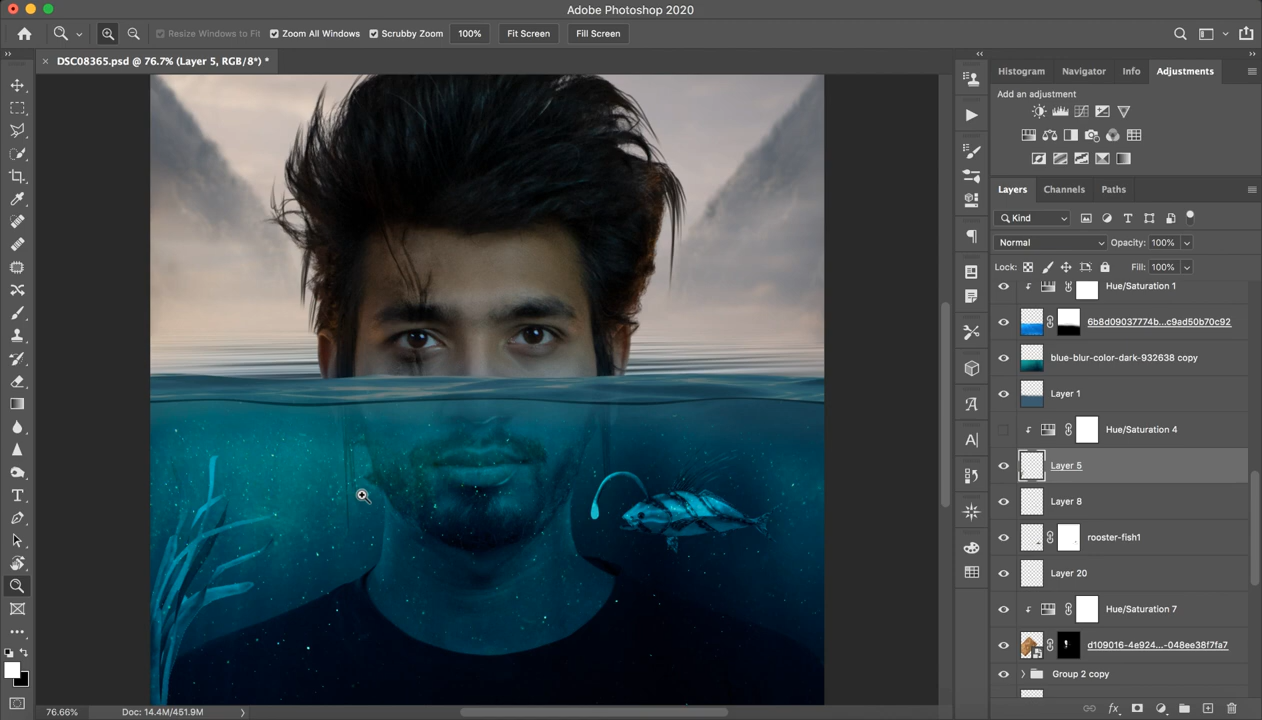 Adobe Photoshop 2020
Resize Windows to Fit Zoom All Windows Scrubby Zoom 100% Fit Screen Fill Screen
DSC08365.psd @ 76.7% (Layer 5, RGB/8*) *
Histogram Navigator Info Adjustments
Add an adjustment
Layers Channels Paths
Kind
Normal Opacity: 100%
Lock: Fill: 100%
Hue/Saturation 1
6b8d09037774b...c9ad50b70c92
blue-blur-color-dark-932638 copy
Layer 1
Hue/Saturation 4
Layer 5
Layer 8
rooster-fish1
Layer 20
Hue/Saturation 7
d109016-4e924...-048ee38f7fa7
Group 2 copy
76.66% Doc: 14.4M/451.9M